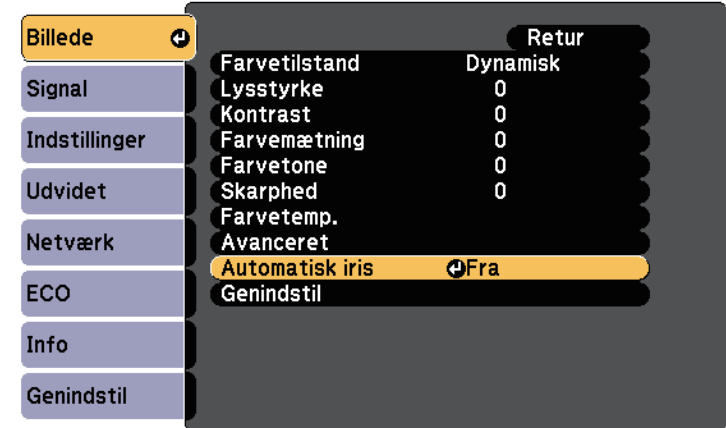 Billede
Signal
Indstillinger
Udvidet
Netværk
ECO
Info
Genindstil
Retur
Farvetilstand Dynamisk
Lysstyrke 0
Kontrast 0
Farvemætning 0
Farvetone 0
Skarphed 0
Farvetemp.
Avanceret
Automatisk iris Fra
Genindstil